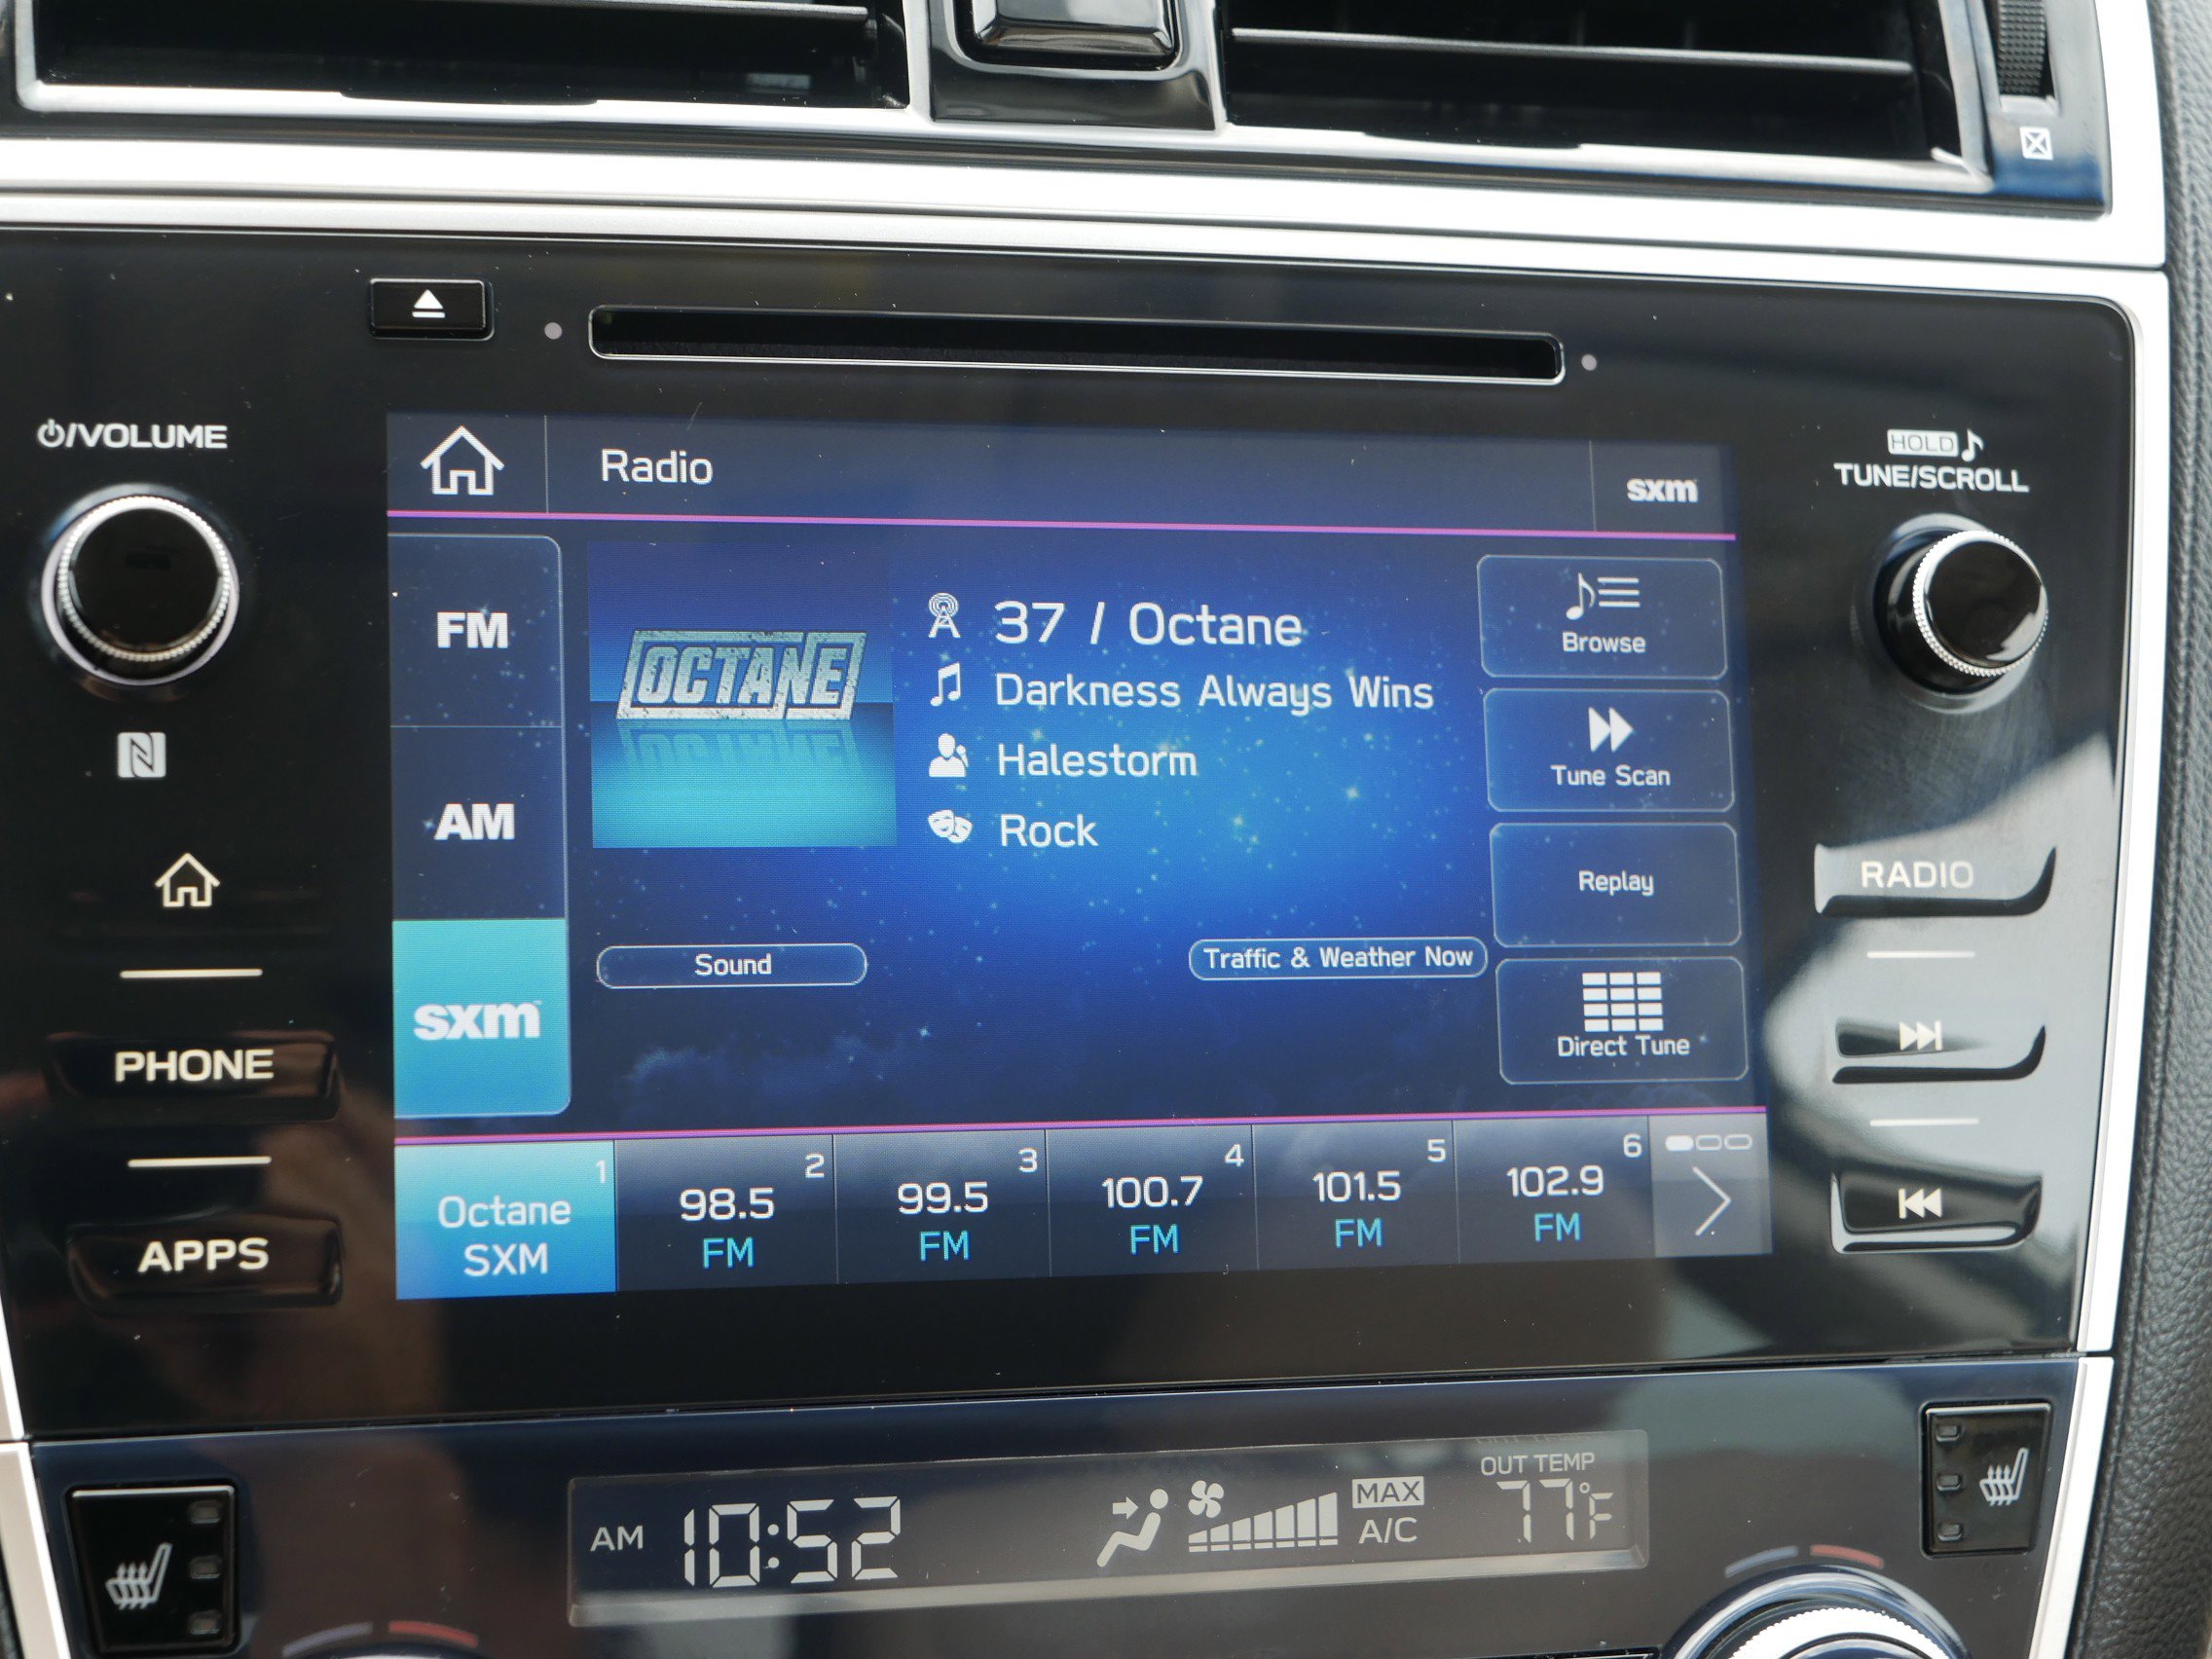 /VOLUME
HOLD
TUNE/SCROLL
Radio
sxm
FM
AM
sxm
OCTANE
37 / Octane
Darkness Always Wins
Halestorm
Rock
Sound
Traffic & Weather Now
Browse
Tune Scan
Replay
Direct Tune
PHONE
APPS
RADIO
1
Octane
SXM
2
98.5
FM
3
99.5
FM
4
100.7
FM
5
101.5
FM
6
102.9
FM
AM 10:52
MAX
A/C
OUT TEMP
77°F